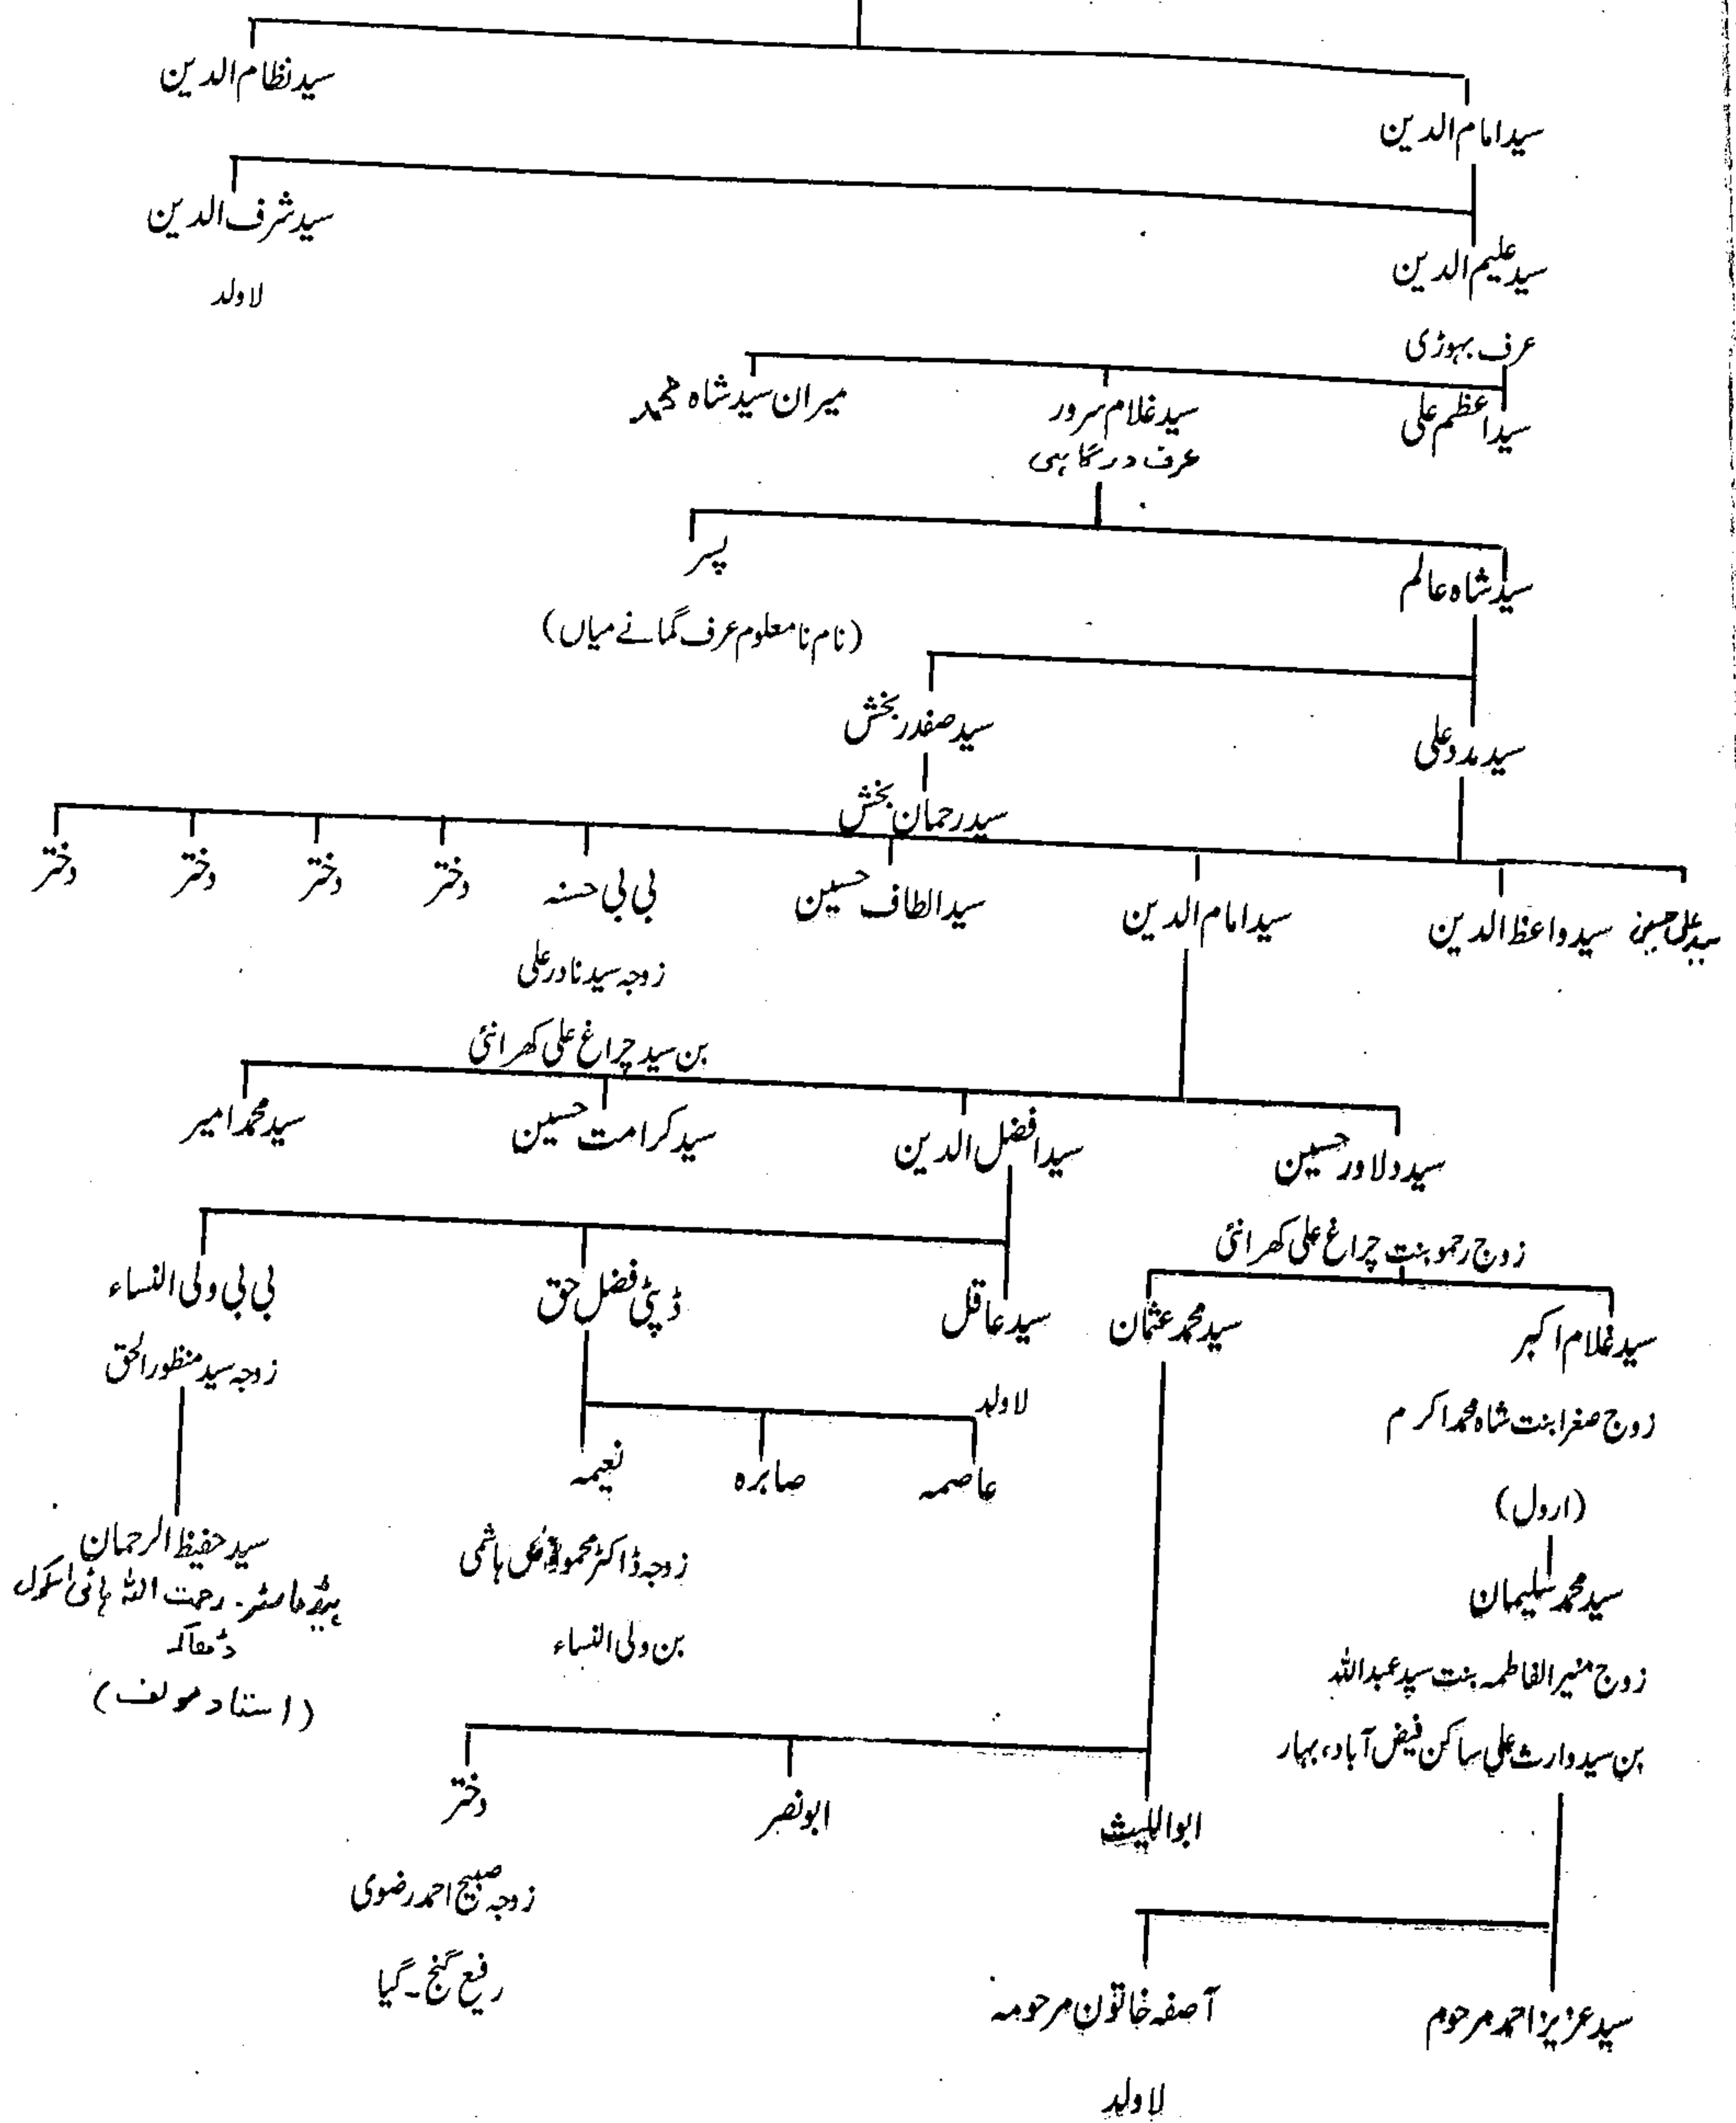 سید نظام الدین
سید امام الدین
سید شرف الدین
لاولد
سید علیم الدین
عرف بہوڑی
سید اعظم علی
سید غلام سرور
عرف درگاہی
میران سید شاہ محمد
سید شاہ عالم
پسر
(نام نامعلوم عرف گمانے میاں)
سید مدد علی
سید صفدر بخش
سید رحمان بخش
سید علی حسین
سید واعظ الدین
سید امام الدین
سید الطاف حسین
بی بی حسنہ
زوجہ سید نادر علی
بن سید چراغ علی کھرانئی
دختر
دختر
دختر
دختر
سید دلاور حسین
زوج رحمو بنت چراغ علی کھرانئی
سید افضل الدین
سید کرامت حسین
سید محمد امیر
سید غلام اکبر
زوج صغرا بنت شاہ محمد اکرم
(ارول)
سید محمد سلیمان
زوج منیر الفاطمہ بنت سید عبداللہ
بن سید وارث علی ساکن فیض آباد، بہار
سید محمد عثمان
سید عاقل
لاولد
ڈپٹی فضل حق
بی بی ولی النساء
زوجہ سید منظور الحق
سید حفیظ الرحمان
ہیڈ ماسٹر۔ رحمت اللہ ہائی اسکول
ڈھاکہ
(استاد مولف)
عاصمہ
صابرہ
نعیمہ
زوجہ ڈاکٹر محمود ہاشمی
بن ولی النساء
ابواللیث
ابونصر
دختر
زوجہ صبیح احمد رضوی
رفیع گنج۔ گیا
سید عزیز احمد مرحوم
آصفہ خاتون مرحومہ
لاولد